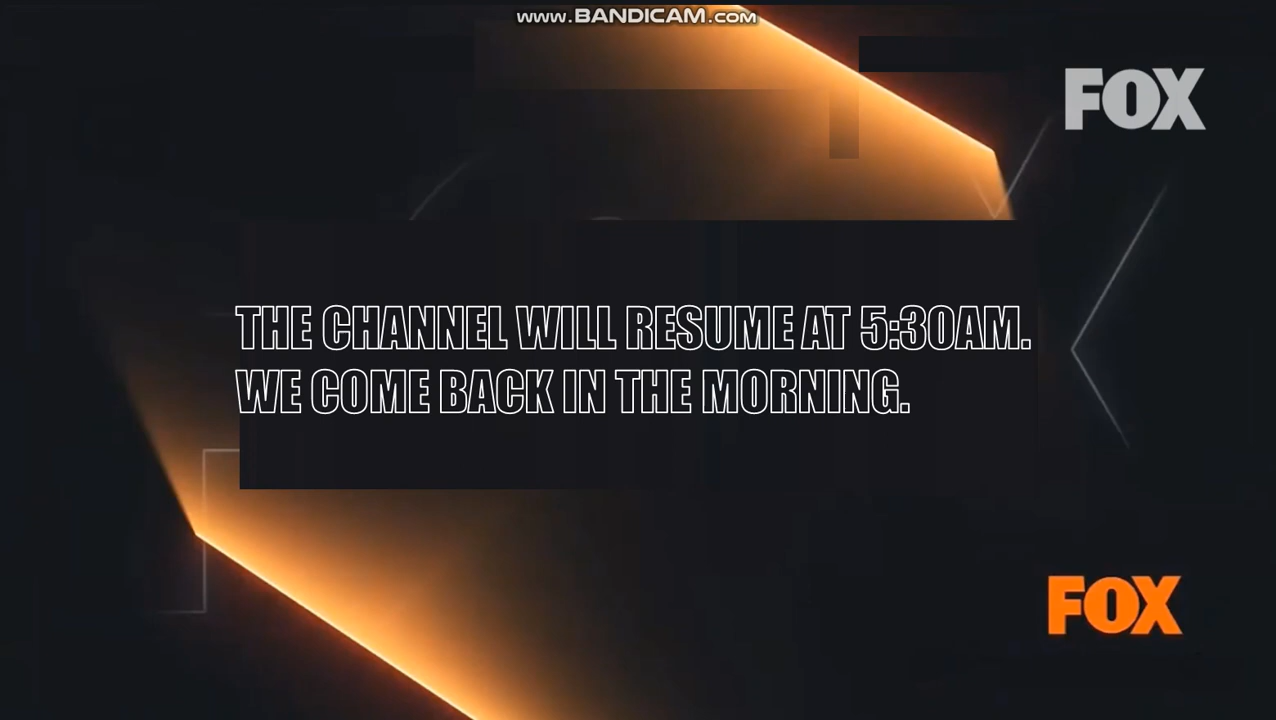 www.BANDICAM.com
FOX
THE CHANNEL WILL RESUME AT 5:30AM.
WE COME BACK IN THE MORNING.
FOX